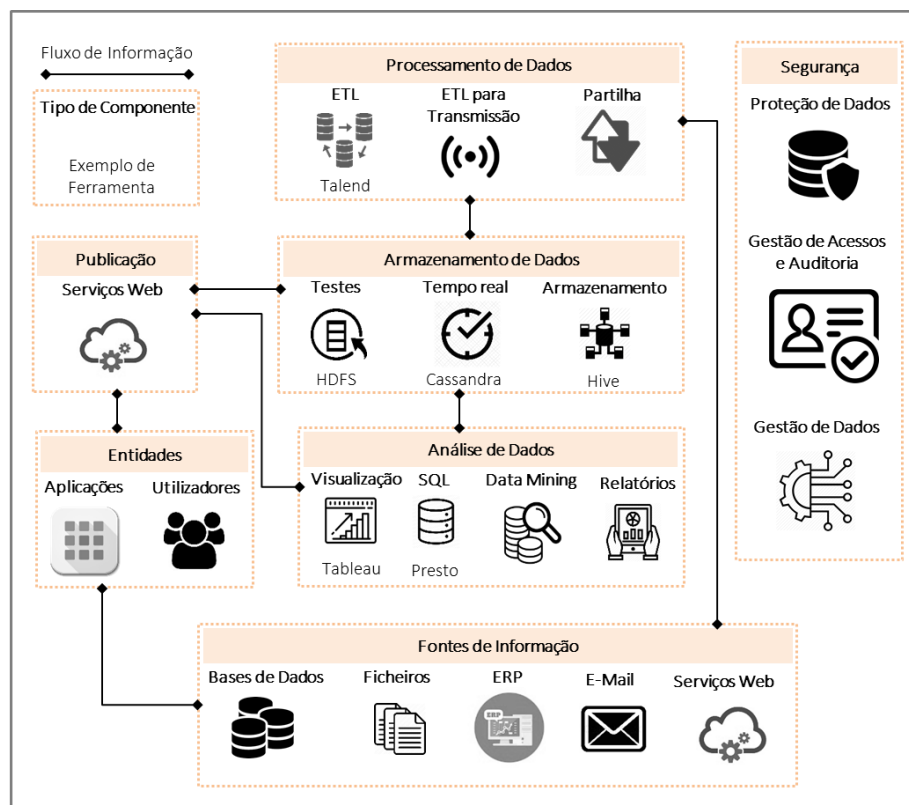 Fluxo de Informação
Tipo de Componente
Exemplo de
Ferramenta
Processamento de Dados
ETL
Talend
ETL para
Transmissão
Partilha
Segurança
Proteção de Dados
Gestão de Acessos
e Auditoria
Gestão de Dados
Publicação
Serviços Web
Armazenamento de Dados
Testes
HDFS
Tempo real
Cassandra
Armazenamento
Hive
Entidades
Aplicações
Utilizadores
Análise de Dados
Visualização
Tableau
SQL
Presto
Data Mining
Relatórios
Fontes de Informação
Bases de Dados
Ficheiros
ERP
ERP
E-Mail
Serviços Web